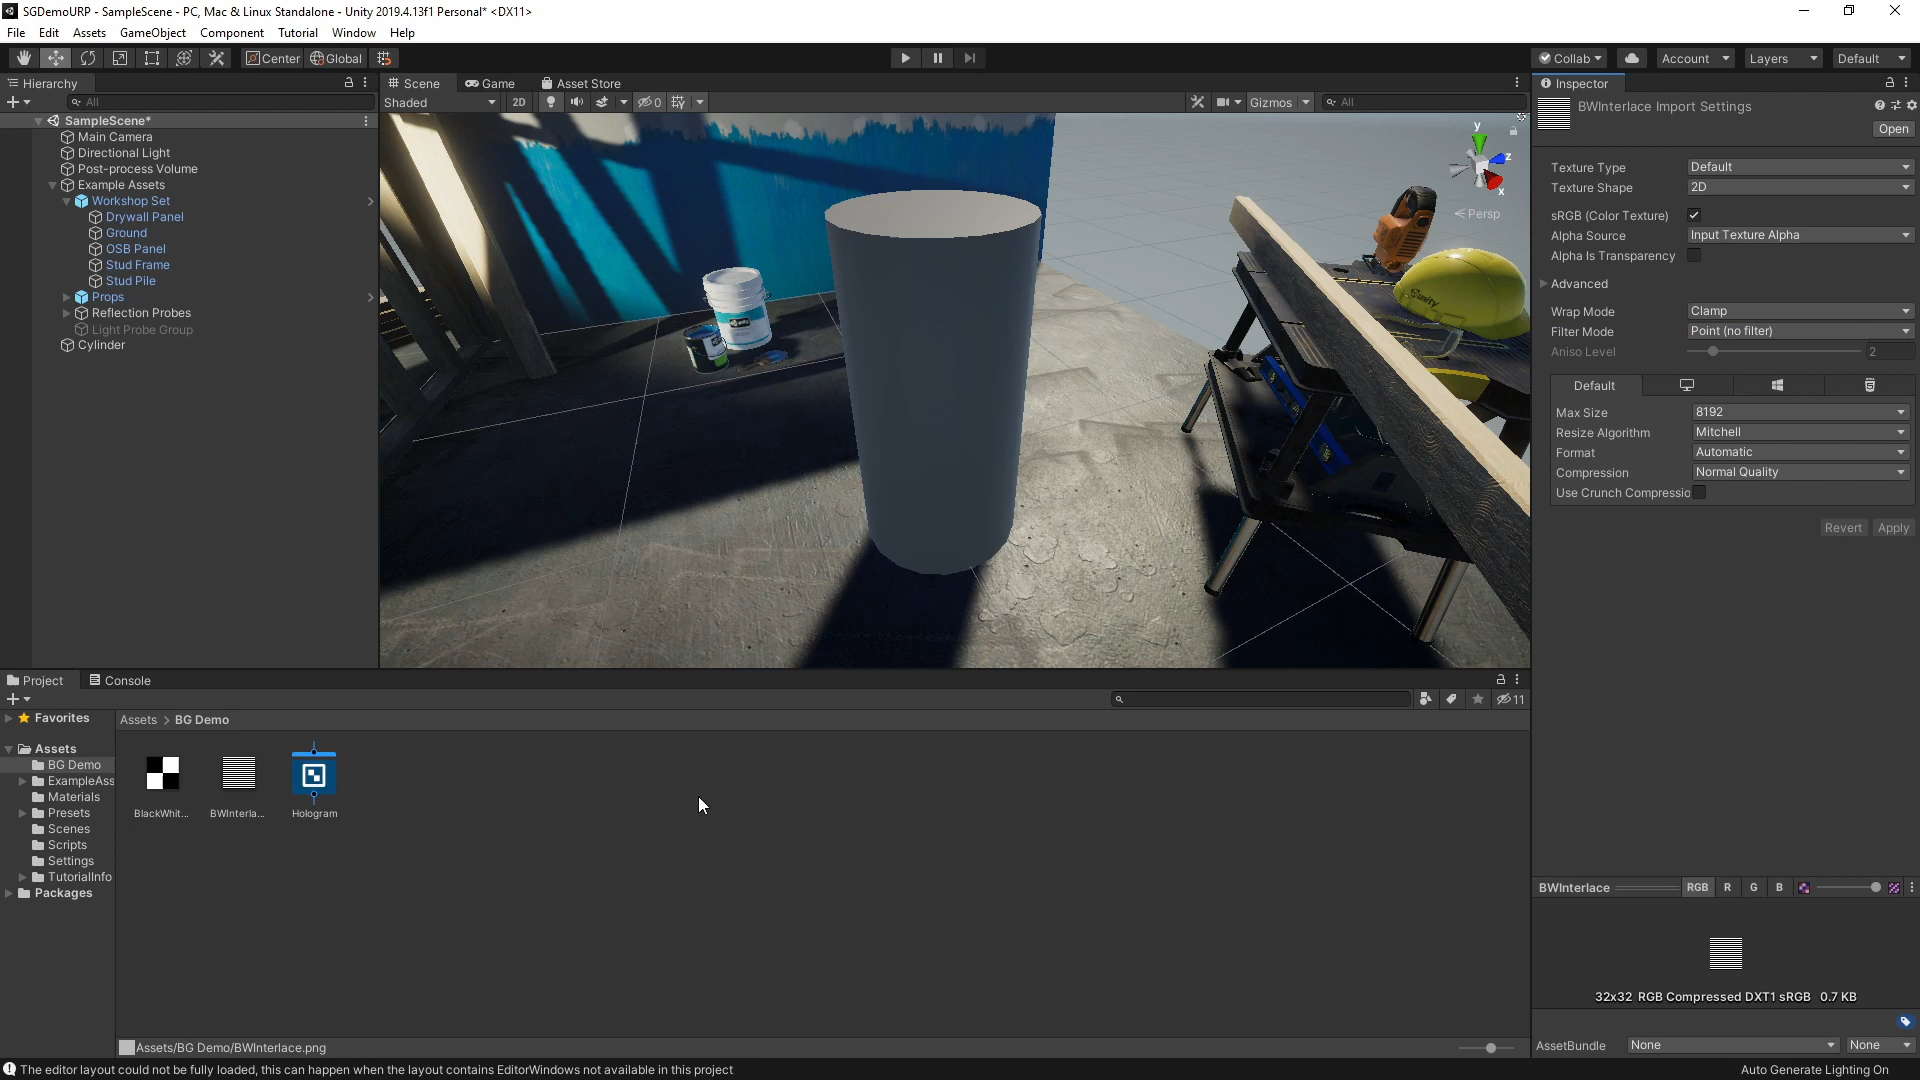 SGDemoURP - SampleScene - PC, Mac & Linux Standalone - Unity 2019.4.13f1 Personal* <DX11>
File Edit Assets GameObject Component Tutorial Window Help
Center Global Collab Account Layers Default
Hierarchy
All
SampleScene*
Main Camera
Directional Light
Post-process Volume
Example Assets
Workshop Set
Drywall Panel
Ground
OSB Panel
Stud Frame
Stud Pile
Props
Reflection Probes
Light Probe Group
Cylinder
Scene Game Asset Store
Shaded 2D 0 Gizmos All
y
z
x
Persp
unity
Inspector
BWInterlace Import Settings
Open
Texture Type Default
Texture Shape 2D
sRGB (Color Texture)
Alpha Source Input Texture Alpha
Alpha Is Transparency
Advanced
Wrap Mode Clamp
Filter Mode Point (no filter)
Aniso Level 2
Default
Max Size 8192
Resize Algorithm Mitchell
Format Automatic
Compression Normal Quality
Use Crunch Compressio
Revert Apply
Project Console
11
Favorites
Assets
BG Demo
ExampleAss
Materials
Presets
Scenes
Scripts
Settings
TutorialInfo
Packages
Assets > BG Demo
BlackWhit... BWInterla... Hologram
Assets/BG Demo/BWInterlace.png
BWInterlace RGB R G B
32x32 RGB Compressed DXT1 sRGB 0.7 KB
AssetBundle None None
The editor layout could not be fully loaded, this can happen when the layout contains EditorWindows not available in this project
Auto Generate Lighting On